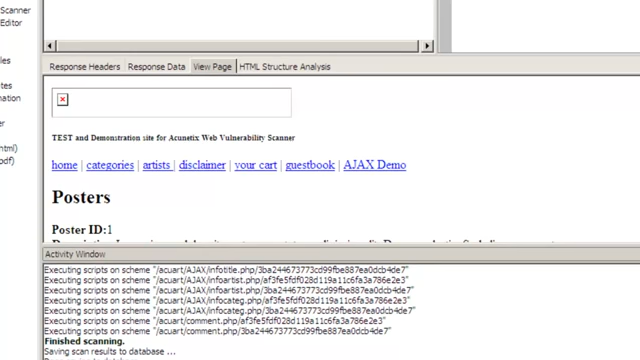 Scanner
Editor
les
tes
mation
er
html)
pdf)
Response Headers Response Data View Page HTML Structure Analysis
TEST and Demonstration site for Acunetix Web Vulnerability Scanner
home | categories | artists | disclaimer | your cart | guestbook | AJAX Demo
Posters
Poster ID:1
Activity Window
Executing scripts on scheme "/acuart/AJAX/infotitle.php/3ba244673773cd99fbe887ea0dcb4de7"
Executing scripts on scheme "/acuart/AJAX/infoartist.php/af3fe5fdf028d119a11c6fa318a786e2e3"
Executing scripts on scheme "/acuart/AJAX/infoartist.php/3ba244673773cd99fbe887ea0dcb4de7"
Executing scripts on scheme "/acuart/AJAX/infocateg.php/af3fe5fdf028d119a11c6fa318a786e2e3"
Executing scripts on scheme "/acuart/AJAX/infocateg.php/3ba244673773cd99fbe887ea0dcb4de7"
Executing scripts on scheme "/acuart/comment.php/af3fe5fdf028d119a11c6fa318a786e2e3"
Executing scripts on scheme "/acuart/comment.php/3ba244673773cd99fbe887ea0dcb4de7"
Finished scanning.
Saving scan results to database ...